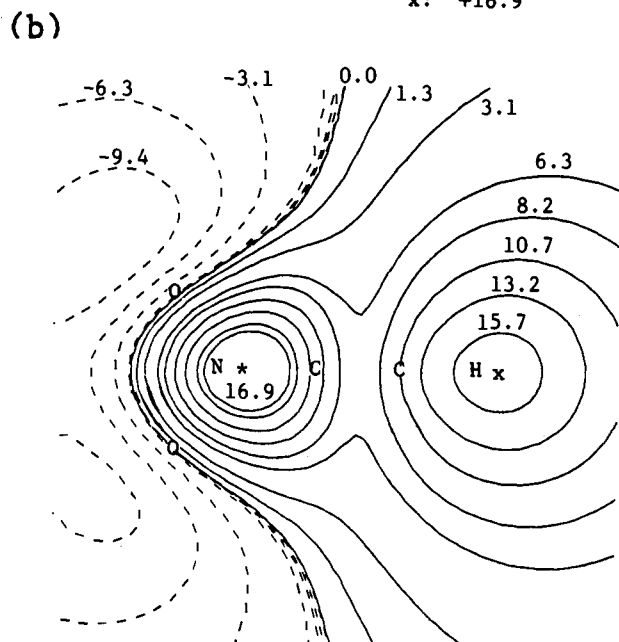 x: +16.9
(b)
-6.3
-3.1
0.0
1.3
3.1
-9.4
6.3
8.2
10.7
13.2
15.7
O
N * C C H x
16.9
O